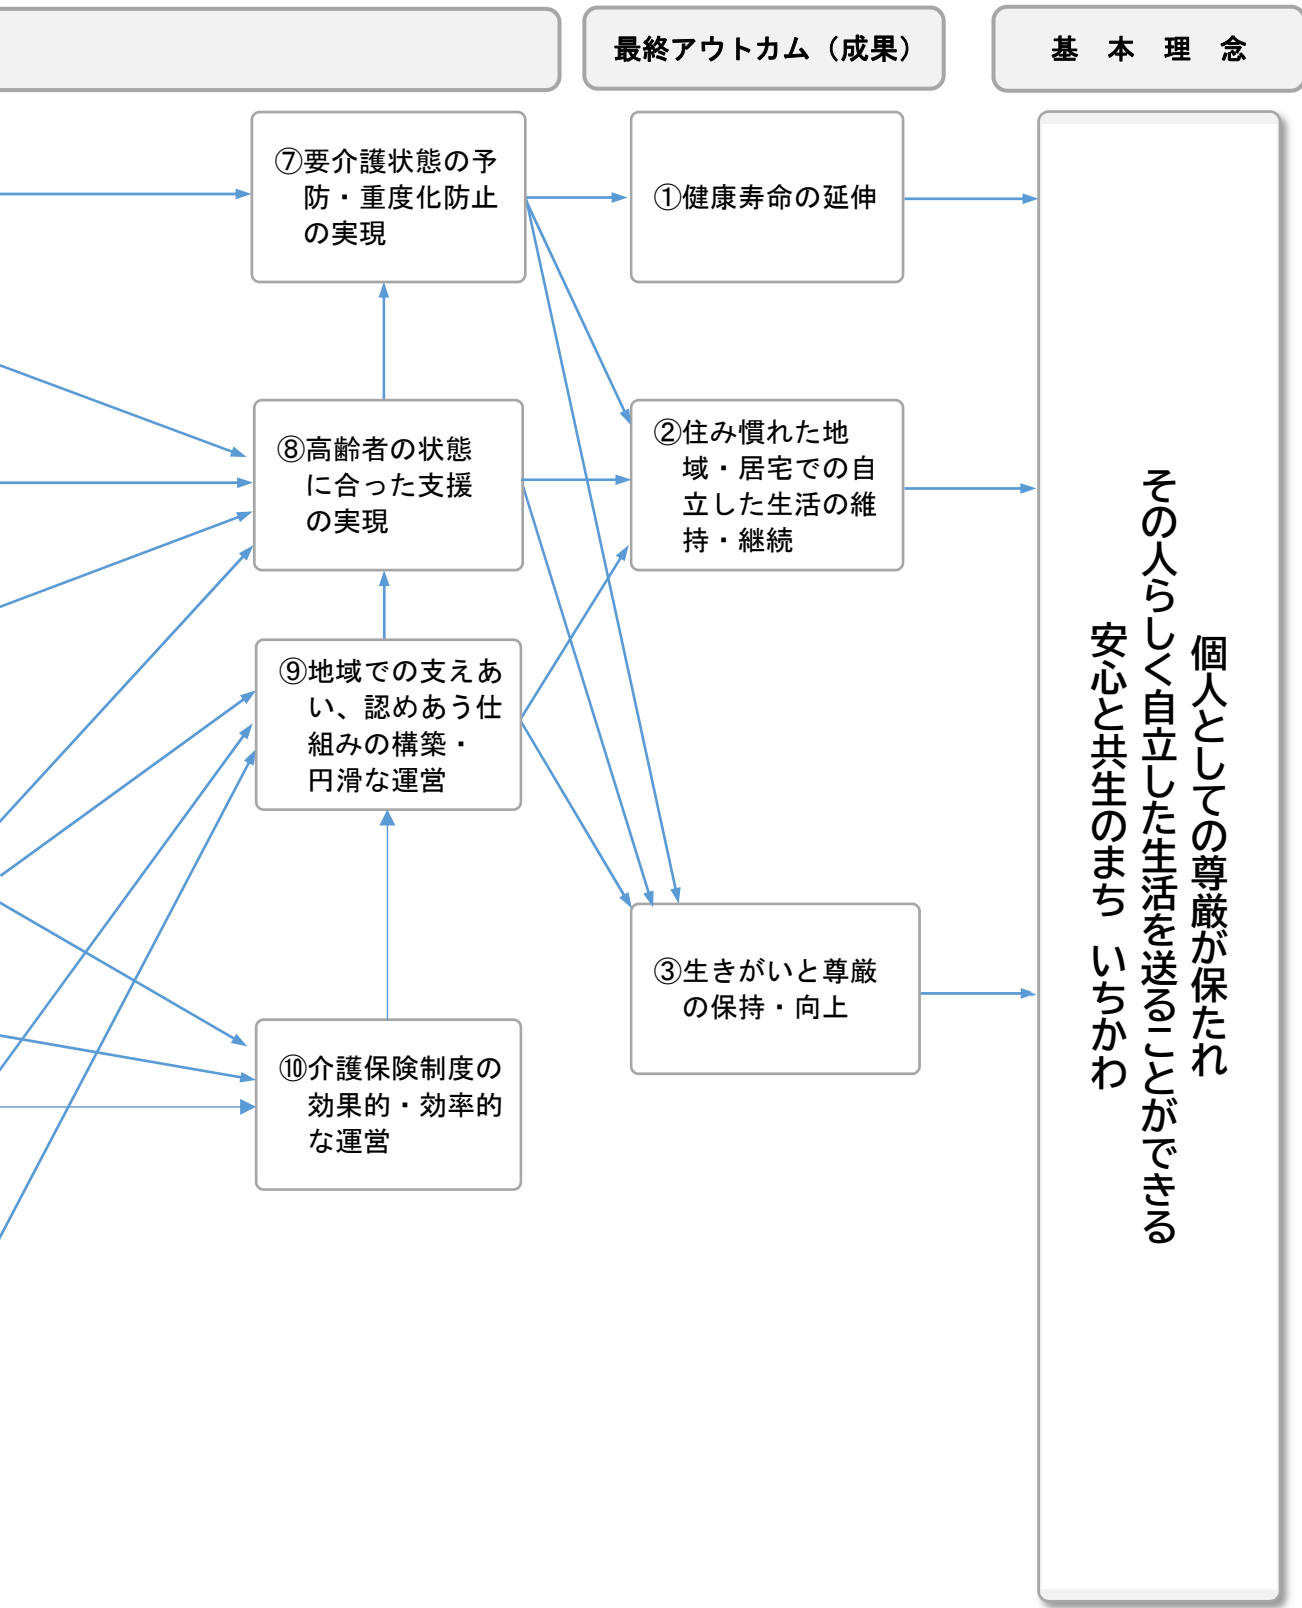 最終アウトカム（成果）
基　本　理　念
⑦要介護状態の予
防・重度化防止
の実現
①健康寿命の延伸
⑧高齢者の状態
に合った支援
の実現
②住み慣れた地
域・居宅での自
立した生活の維
持・継続
⑨地域での支えあ
い、認めあう仕
組みの構築・
円滑な運営
③生きがいと尊厳
の保持・向上
⑩介護保険制度の
効果的・効率的
な運営
個人としての尊厳が保たれ
その人らしく自立した生活を送ることができる
安心と共生のまち　いちかわ